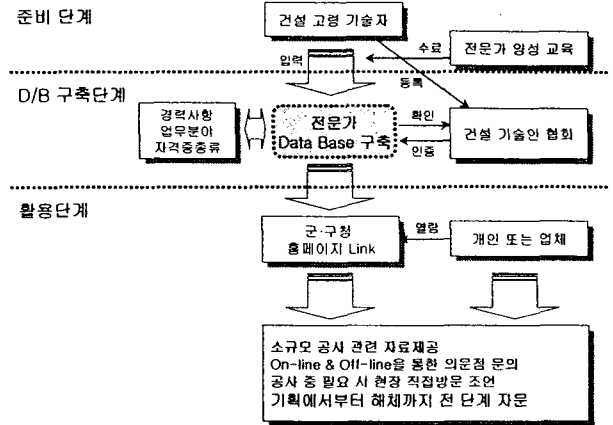 준비 단계
건설 고령 기술자
수료
전문가 양성 교육
입력
등록
D/B 구축단계
경력사항
업무분야
자격증종류
전문가
Data Base 구축
확인
인증
건설 기술인 협회
활용단계
군·구청
홈페이지 Link
열람
개인 또는 업체
소규모 공사 관련 자료제공
On-line & Off-line을 통한 의문점 문의
공사 중 필요 시 현장 직접방문 조언
기획에서부터 해체까지 전 단계 자문